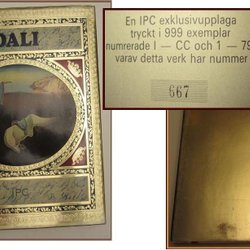 DALI
IPC
En IPC exklusivupplaga
tryckt i 999 exemplar
numrerade I — CC och 1 — 79
varav detta verk har nummer
667